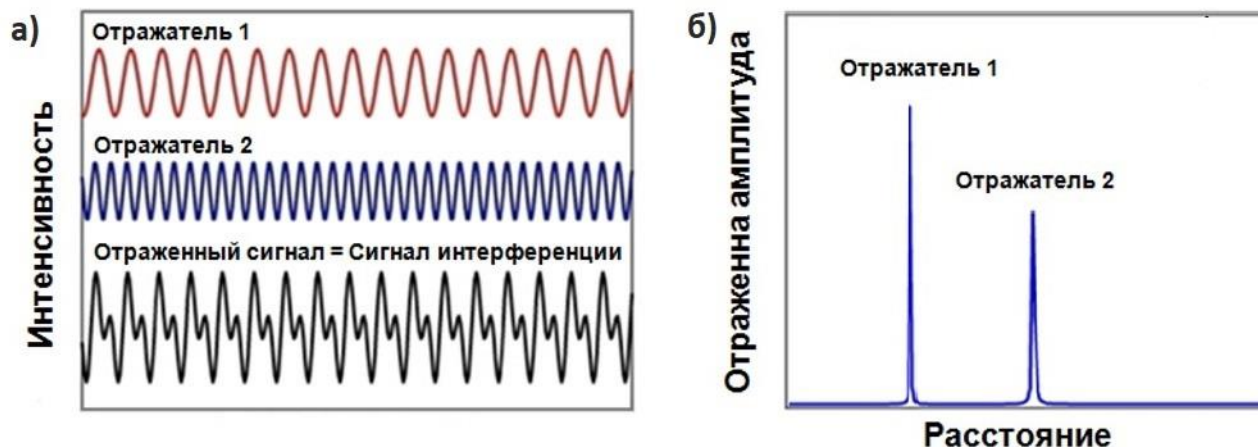 а)
Отражатель 1
Отражатель 2
Отраженный сигнал = Сигнал интерференции
Интенсивность
б)
Отражатель 1
Отражатель 2
Отраженна амплитуда
Расстояние